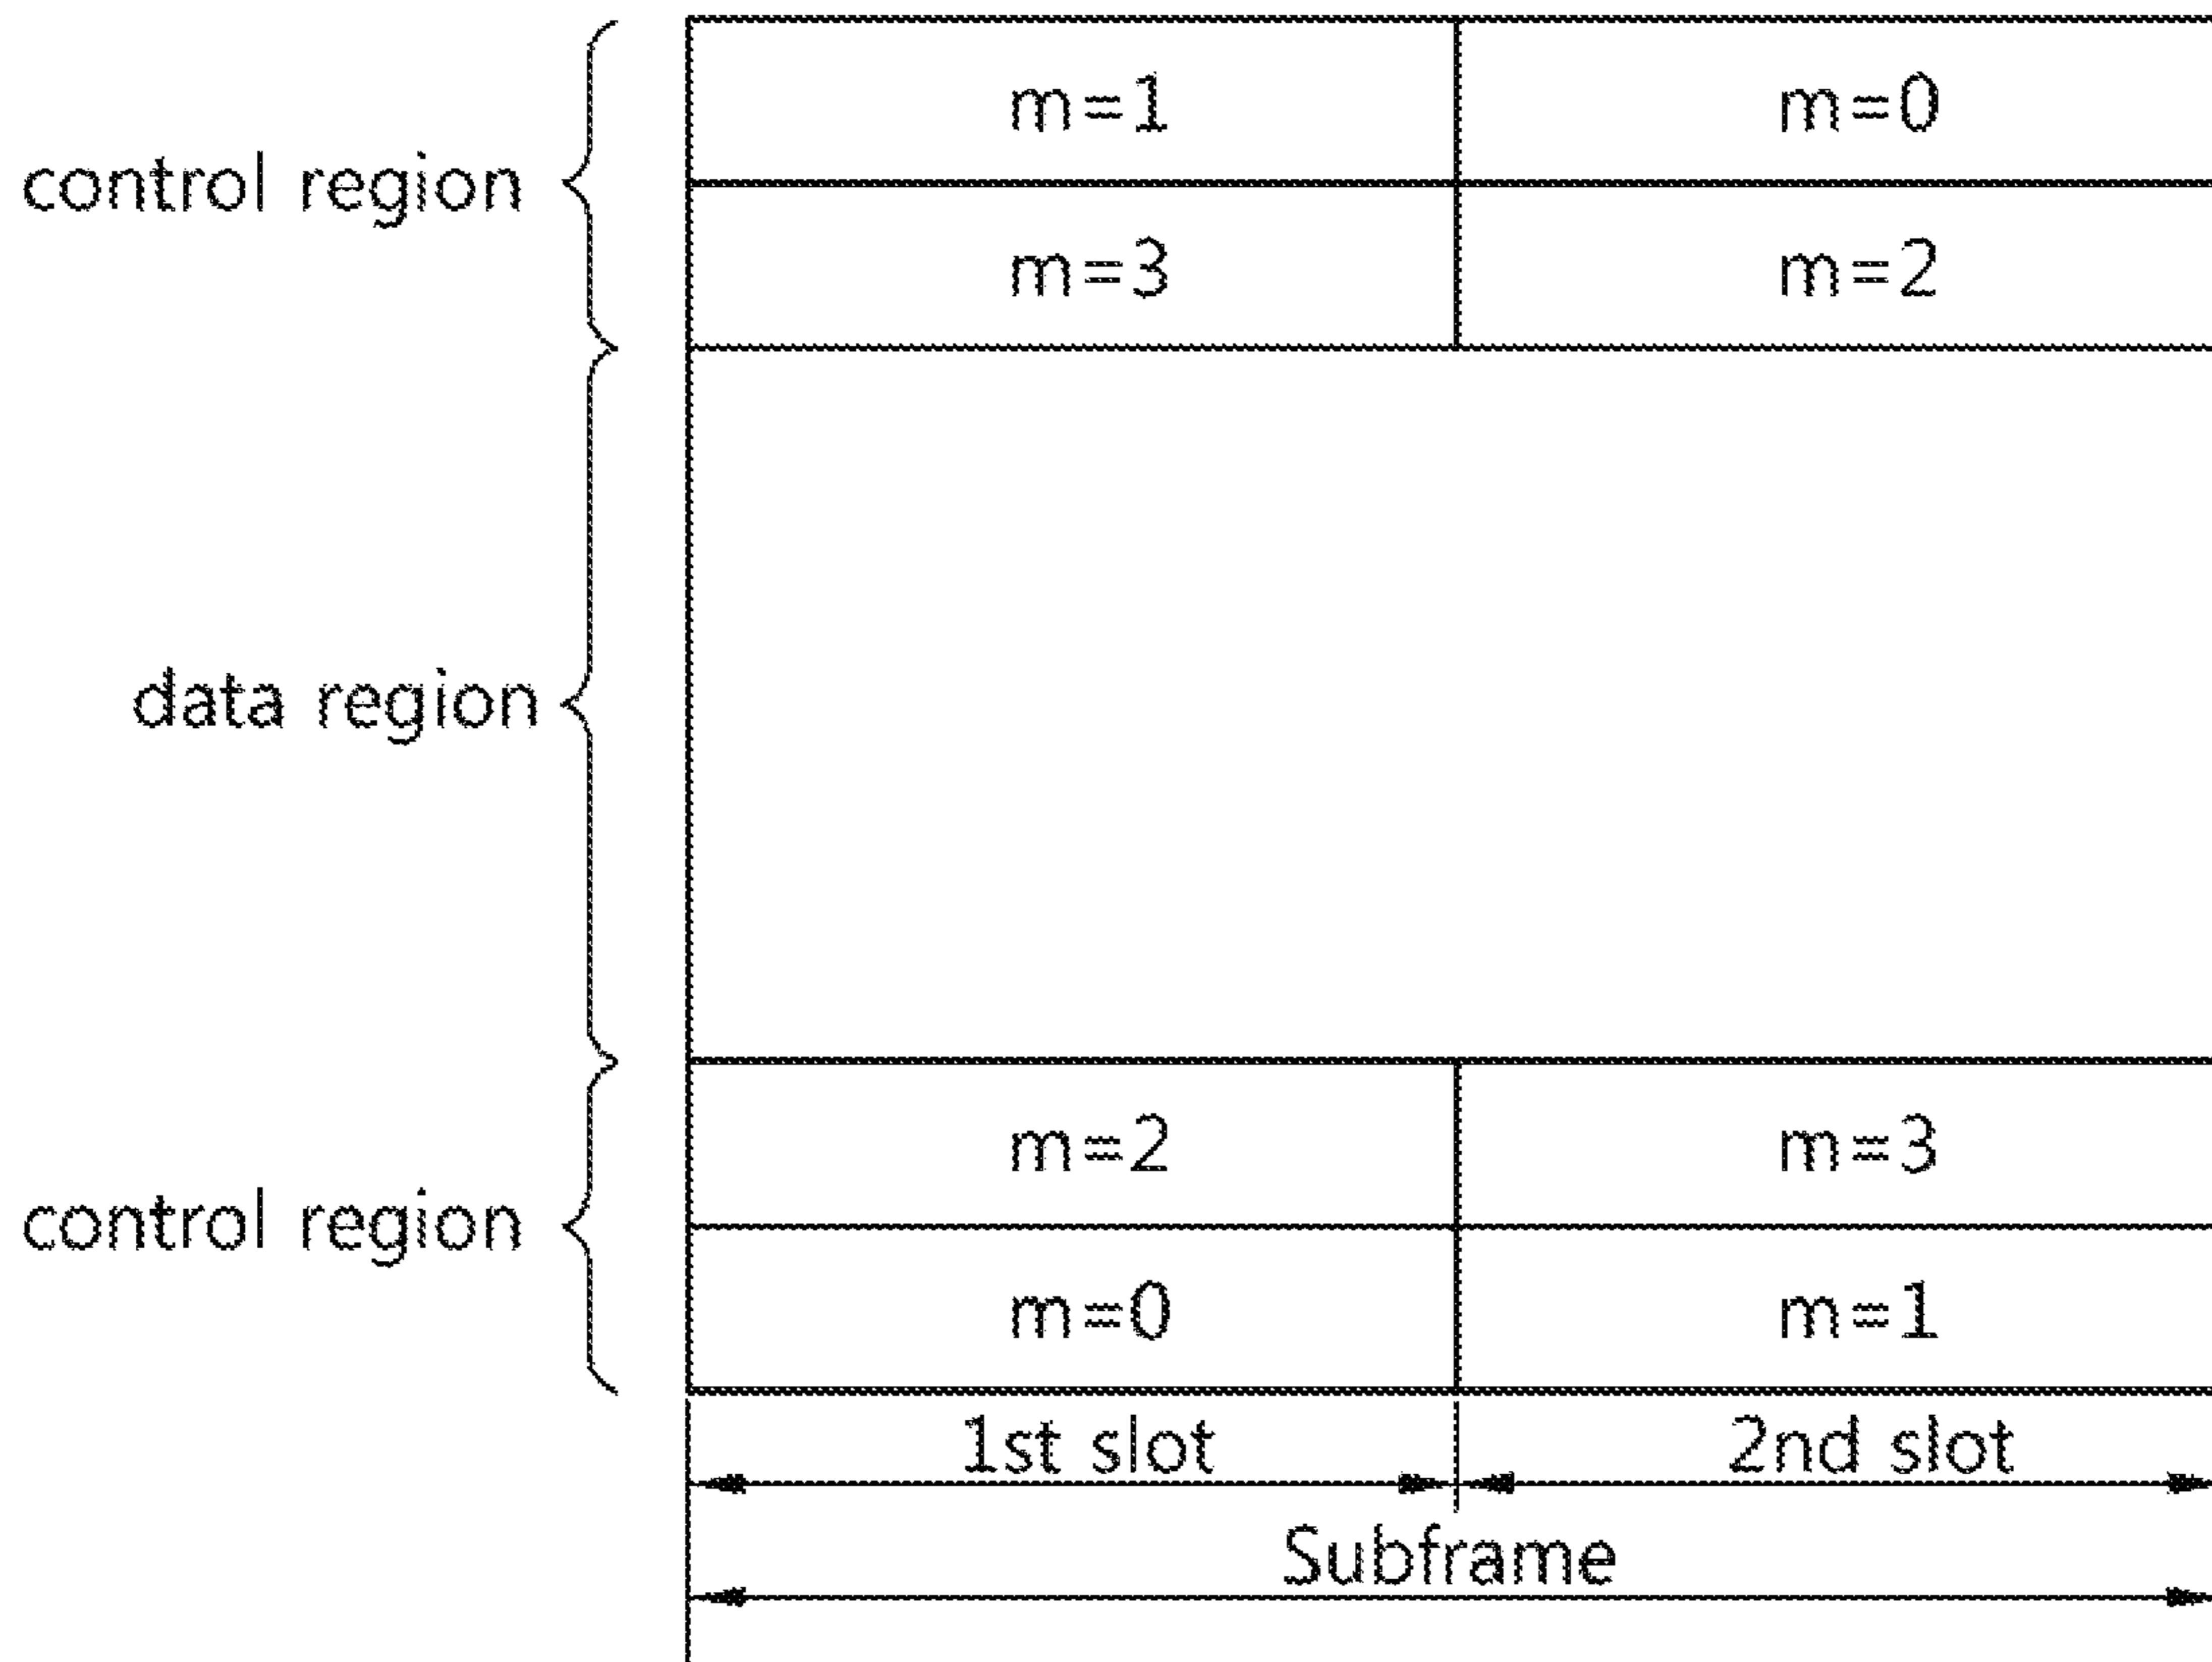 m=1 m=0
control region
m=3 m=2
data region
m=2 m=3
control region
m=0 m=1
1st slot 2nd slot
Subframe